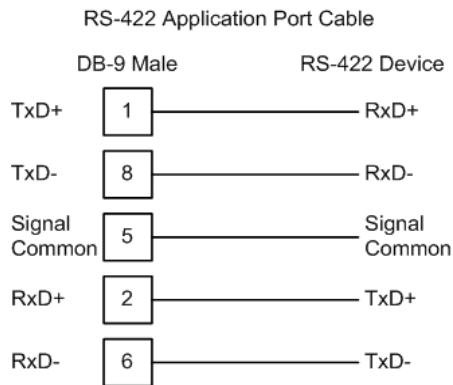 RS-422 Application Port Cable
DB-9 Male RS-422 Device
TxD+ 1 RxD+
TxD- 8 RxD-
Signal Common 5 Signal Common
RxD+ 2 TxD+
RxD- 6 TxD-